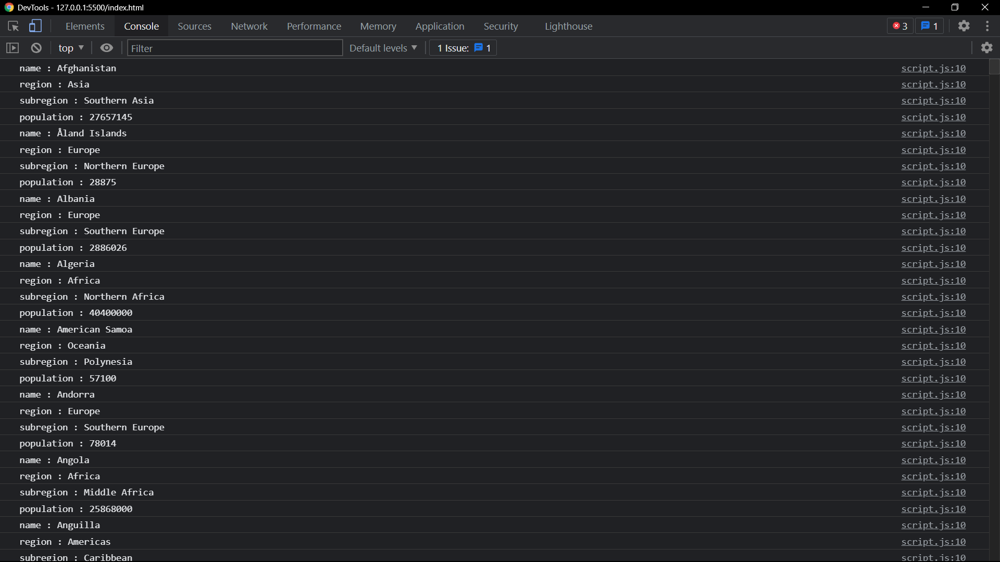 DevTools - 127.0.0.1:5500/index.html
Elements Console Sources Network Performance Memory Application Security Lighthouse 3 1
top Filter Default levels 1 Issue: 1
name : Afghanistan script.js:10
region : Asia script.js:10
subregion : Southern Asia script.js:10
population : 27657145 script.js:10
name : Åland Islands script.js:10
region : Europe script.js:10
subregion : Northern Europe script.js:10
population : 28875 script.js:10
name : Albania script.js:10
region : Europe script.js:10
subregion : Southern Europe script.js:10
population : 2886026 script.js:10
name : Algeria script.js:10
region : Africa script.js:10
subregion : Northern Africa script.js:10
population : 40400000 script.js:10
name : American Samoa script.js:10
region : Oceania script.js:10
subregion : Polynesia script.js:10
population : 57100 script.js:10
name : Andorra script.js:10
region : Europe script.js:10
subregion : Southern Europe script.js:10
population : 78014 script.js:10
name : Angola script.js:10
region : Africa script.js:10
subregion : Middle Africa script.js:10
population : 25868000 script.js:10
name : Anguilla script.js:10
region : Americas script.js:10
subregion : Caribbean script.js:10